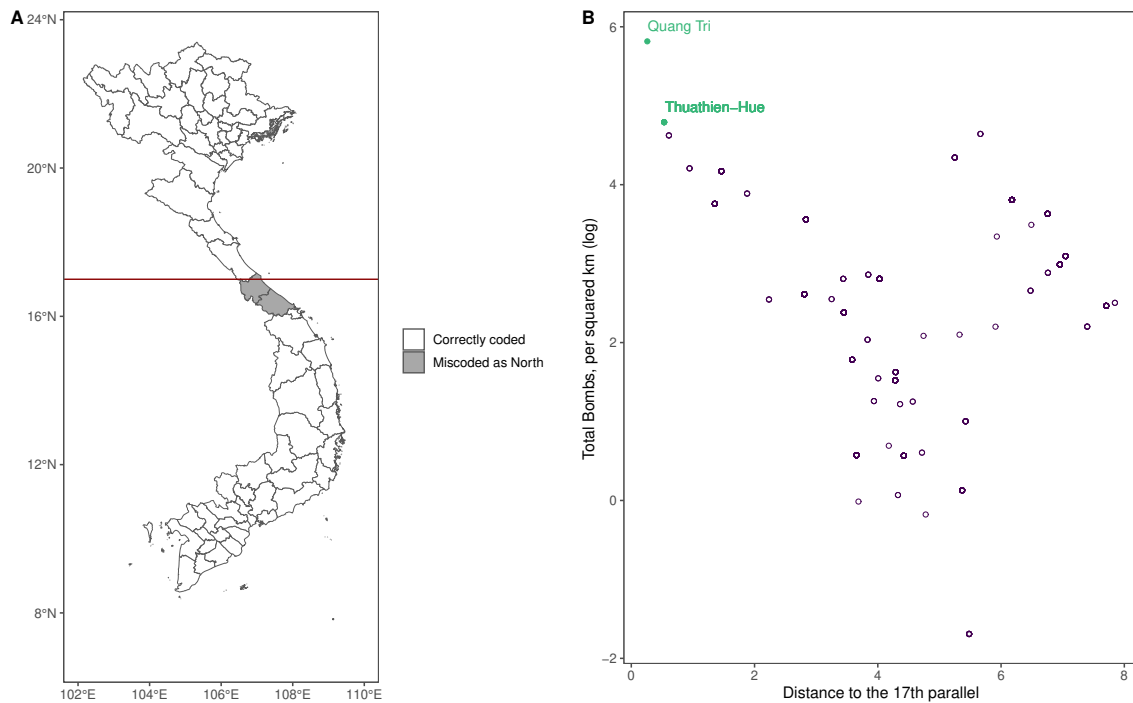 A
24°N
20°N
16°N
12°N
8°N
102°E 104°E 106°E 108°E 110°E
Correctly coded
Miscoded as North
B
Total Bombs, per squared km (log)
6
4
2
0
−2
Quang Tri
Thuathien−Hue
0 2 4 6 8
Distance to the 17th parallel